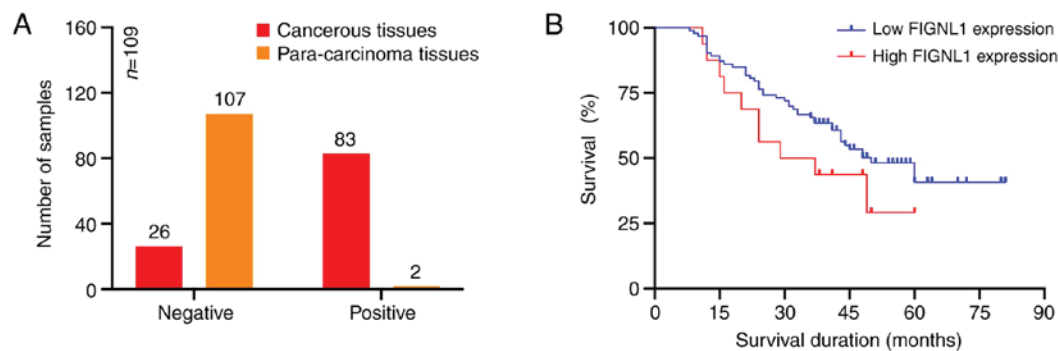 A
Number of samples
160
120
80
40
0
n=109
Cancerous tissues
Para-carcinoma tissues
26
107
83
2
Negative
Positive
B
Survival (%)
100
75
50
25
0
Low FIGNL1 expression
High FIGNL1 expression
0 15 30 45 60 75 90
Survival duration (months)